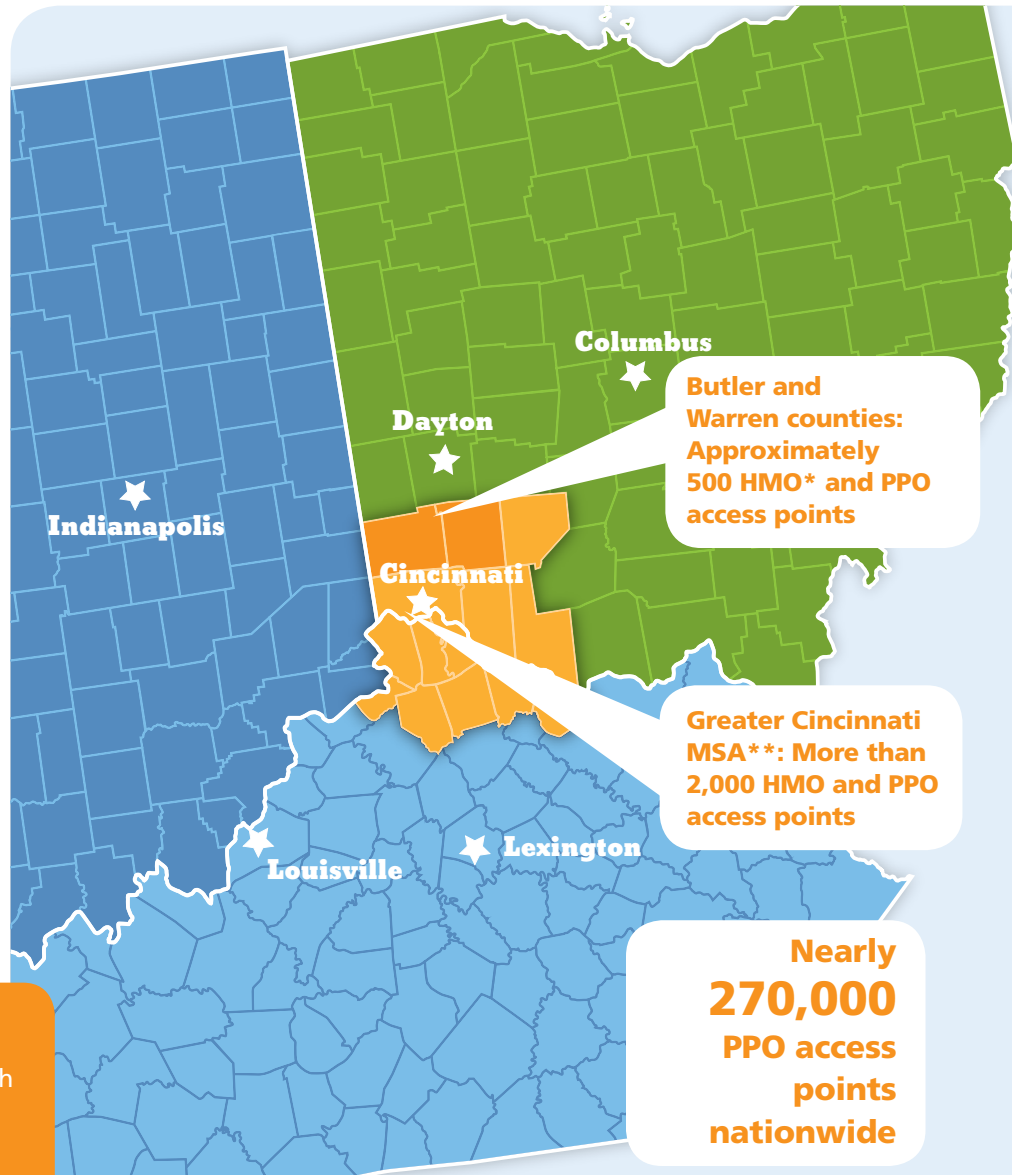 Columbus
Butler and
Warren counties:
Approximately
500 HMO* and PPO
access points
Dayton
Indianapolis
Cincinnati
Greater Cincinnati
MSA**: More than
2,000 HMO and PPO
access points
Lexington
Louisville
Nearly
270,000
PPO access
points
nationwide